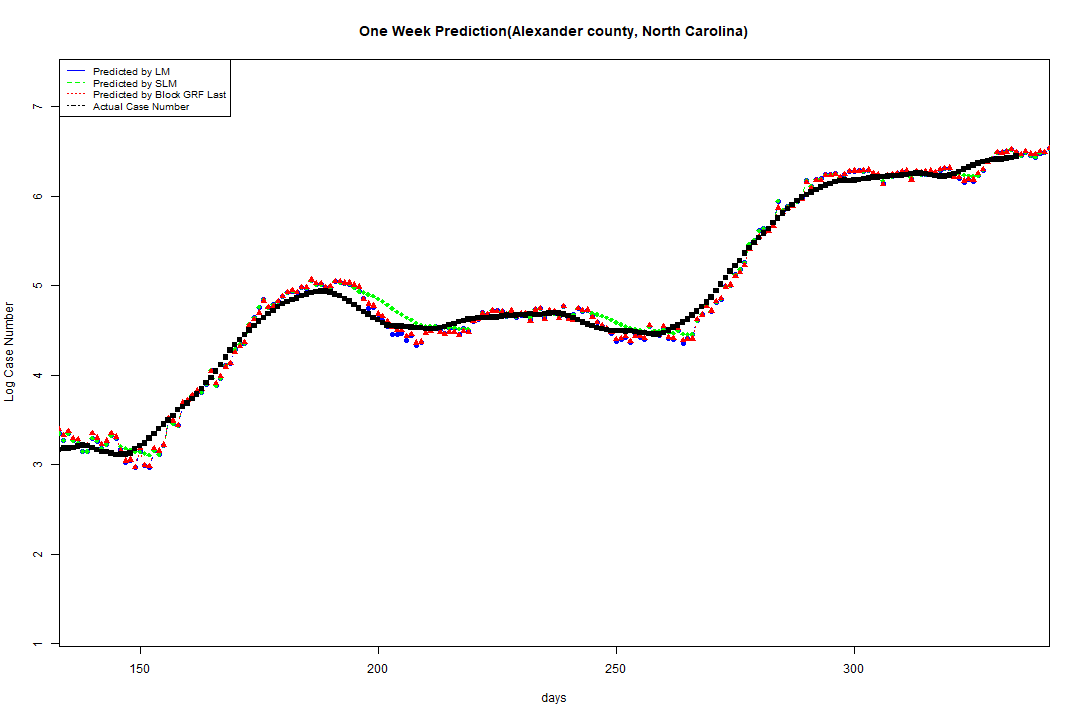 One Week Prediction(Alexander county, North Carolina)
Predicted by LM
Predicted by SLM
Predicted by Block GRF Last
Actual Case Number
7
6
5
4
3
2
1
Log Case Number
150 200 250 300
days